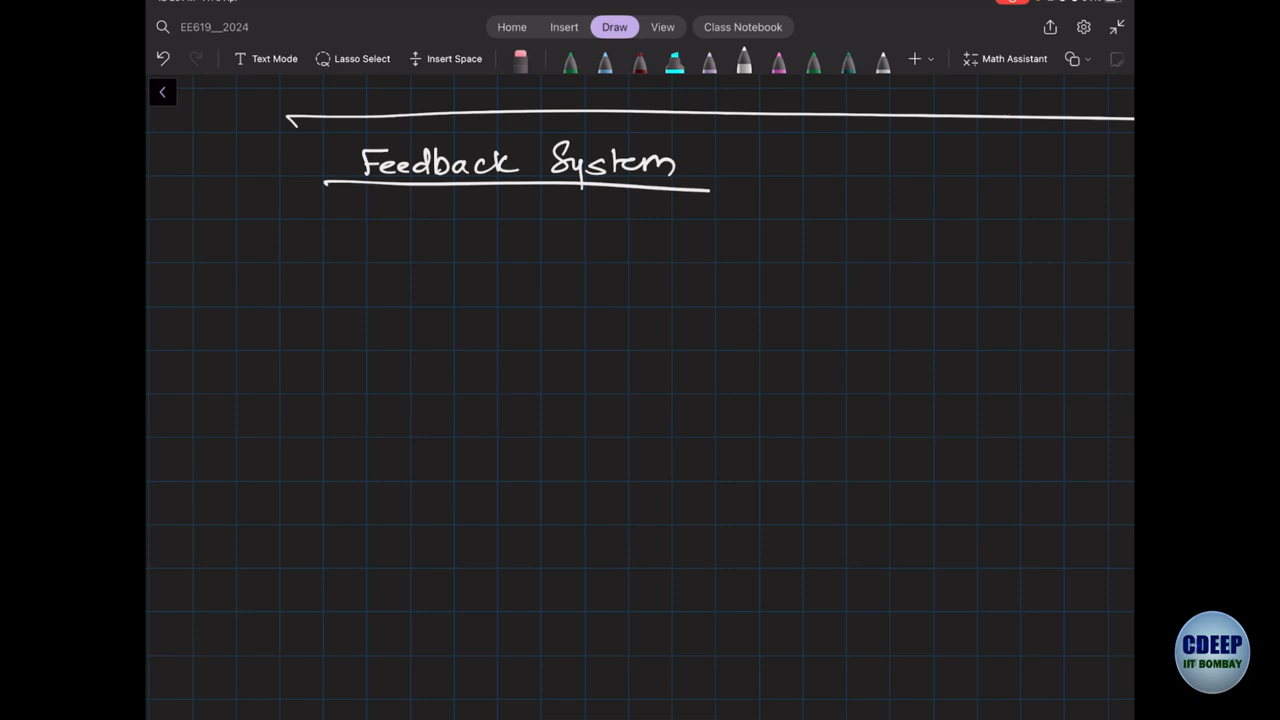 EE619__2024
Home Insert Draw View Class Notebook
Text Mode Lasso Select Insert Space Math Assistant
Feedback System
CDEEP
IIT BOMBAY